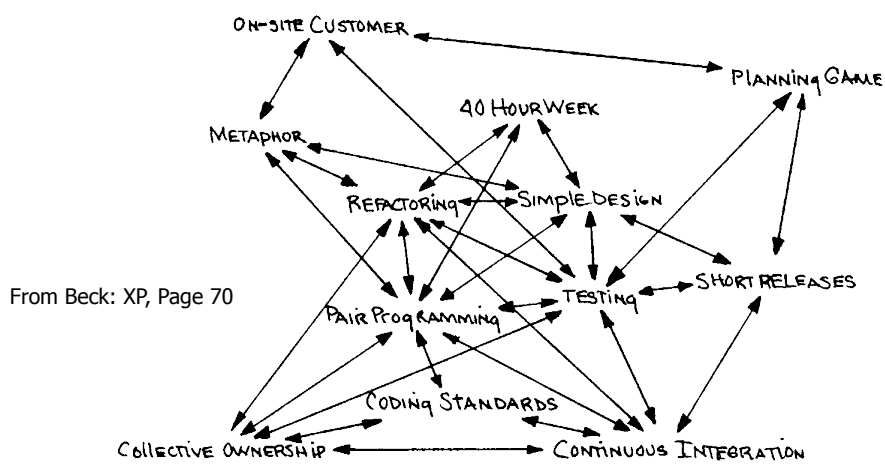 ON-SITE CUSTOMER
PLANNING GAME
40 HOUR WEEK
METAPHOR
REFACTORING
SIMPLE DESIGN
SHORT RELEASES
From Beck: XP, Page 70
TESTING
PAIR PROGRAMMING
CODING STANDARDS
COLLECTIVE OWNERSHIP
CONTINUOUS INTEGRATION